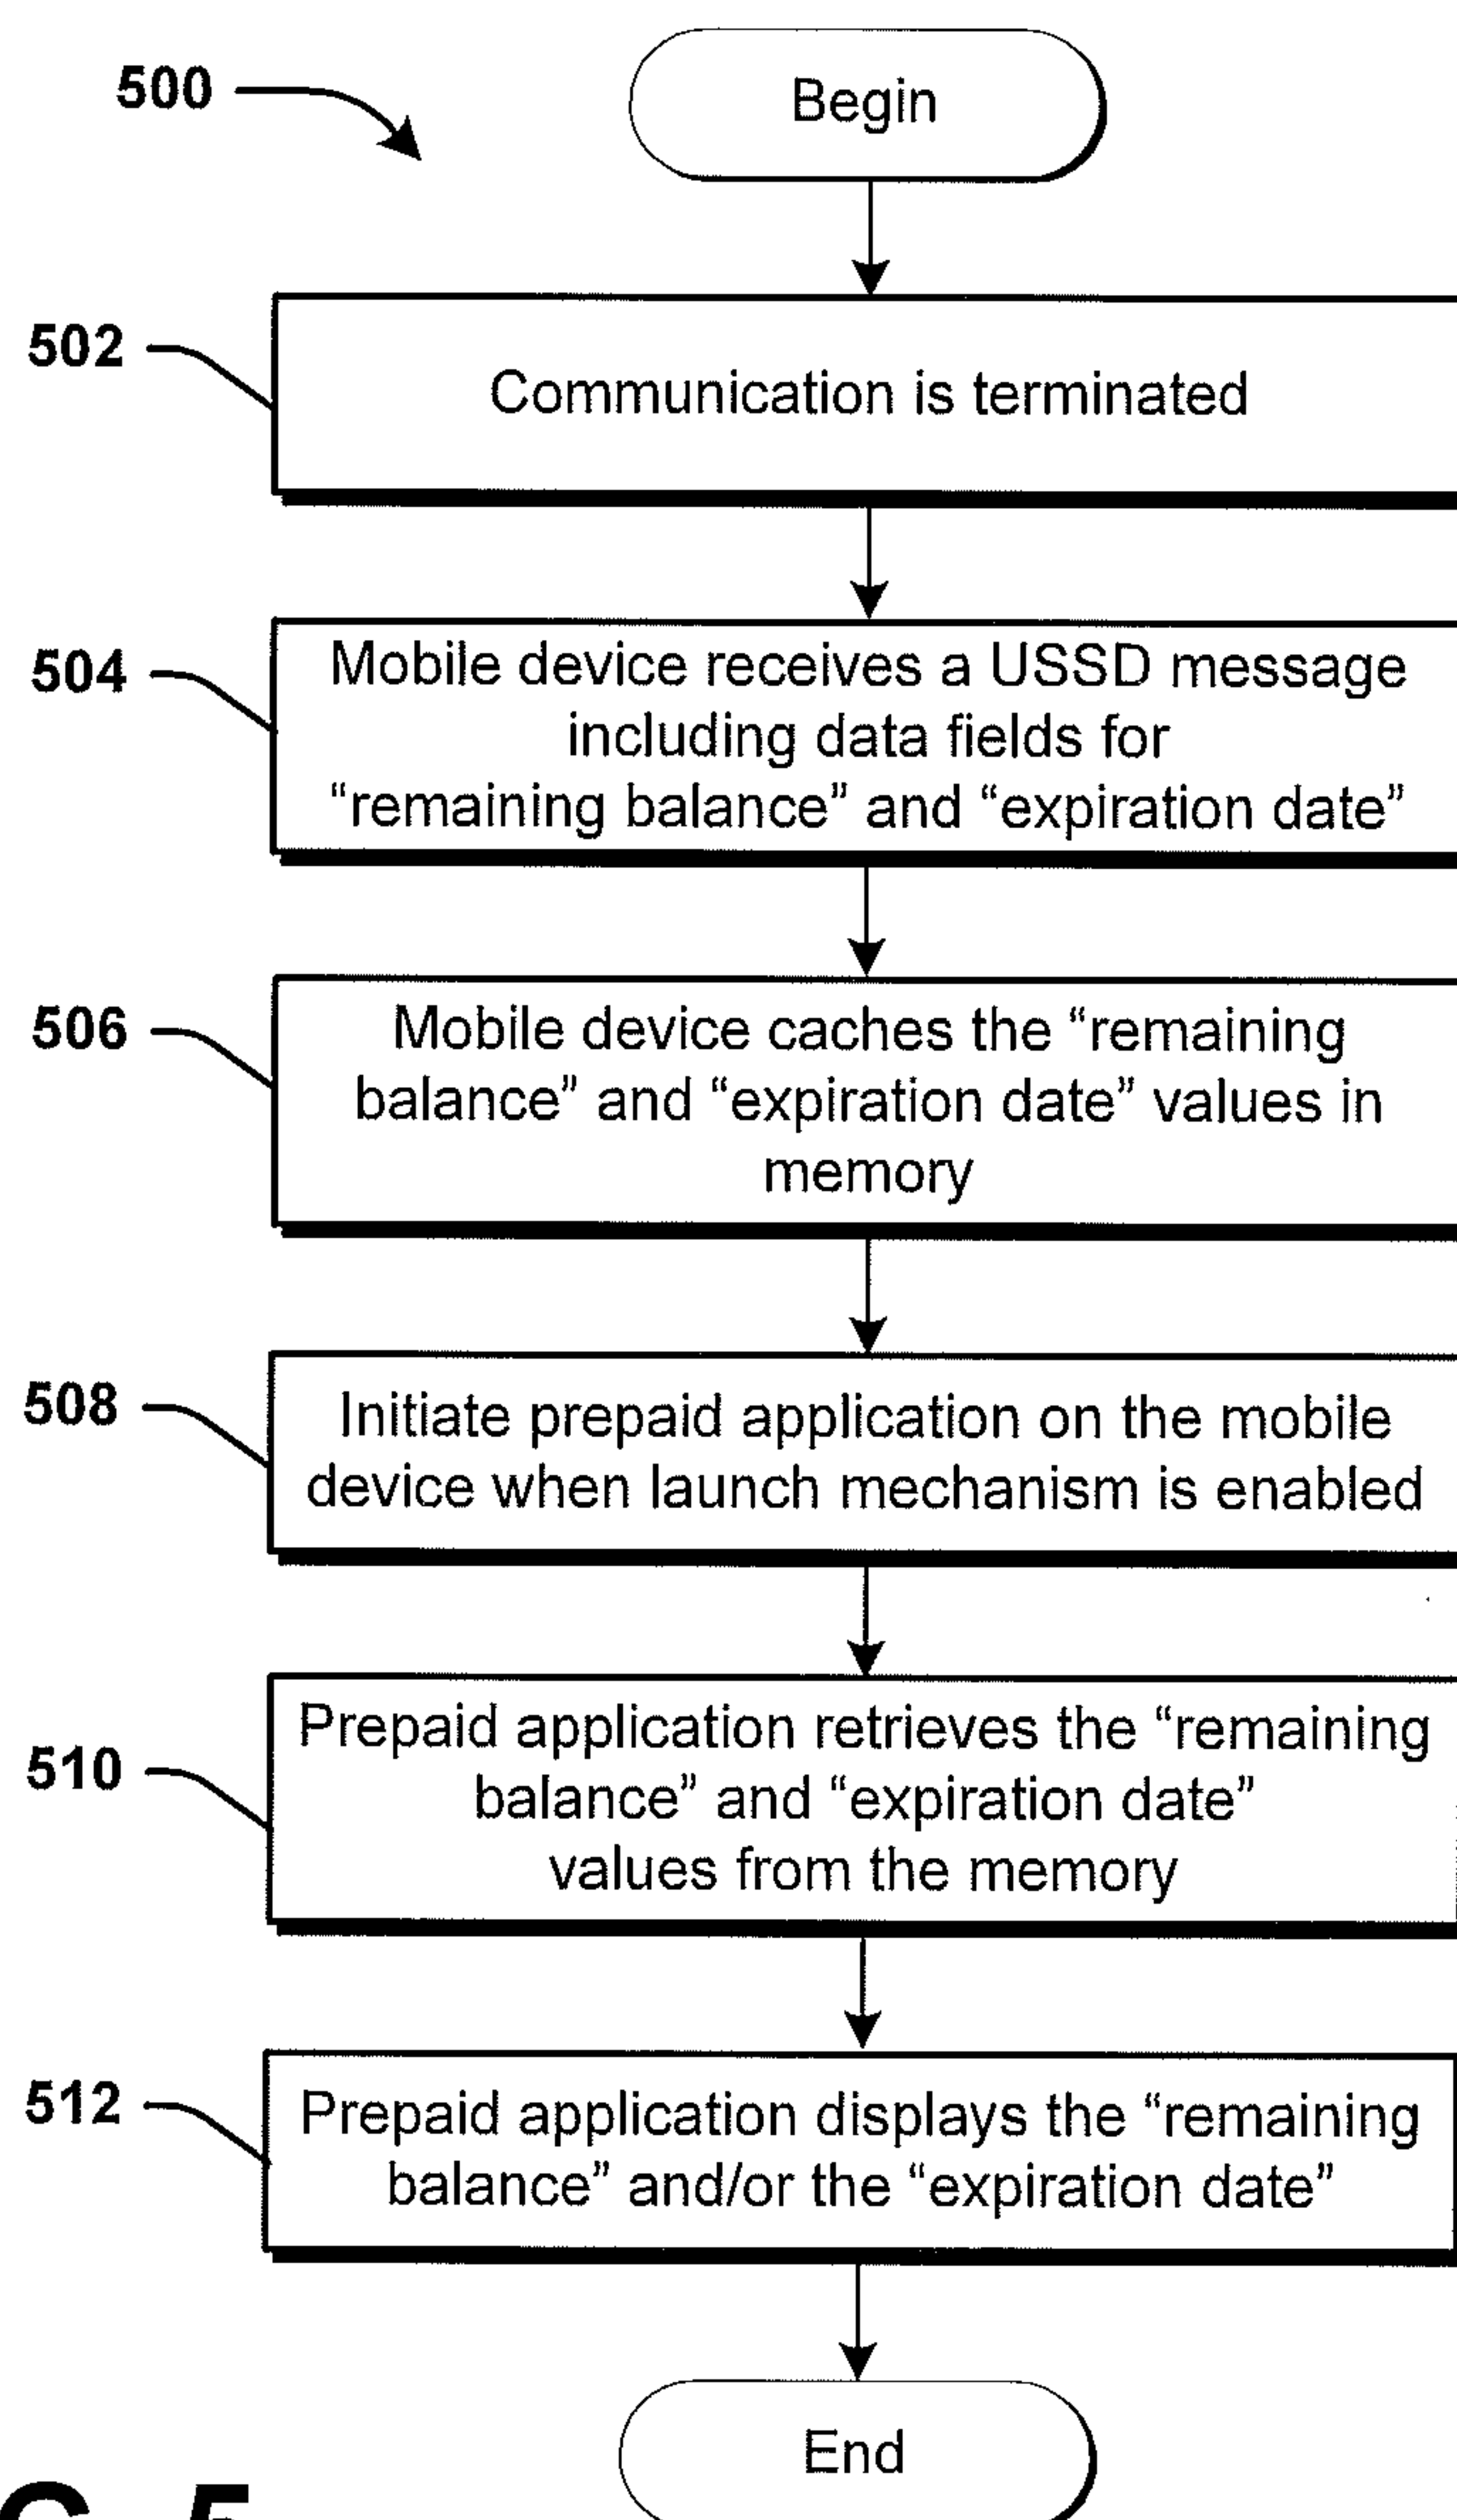 500
Begin
502
Communication is terminated
504
Mobile device receives a USSD message
including data fields for
“remaining balance” and “expiration date”
506
Mobile device caches the “remaining
balance” and “expiration date” values in
memory
508
Initiate prepaid application on the mobile
device when launch mechanism is enabled
510
Prepaid application retrieves the “remaining
balance” and “expiration date”
values from the memory
512
Prepaid application displays the “remaining
balance” and/or the “expiration date”
End